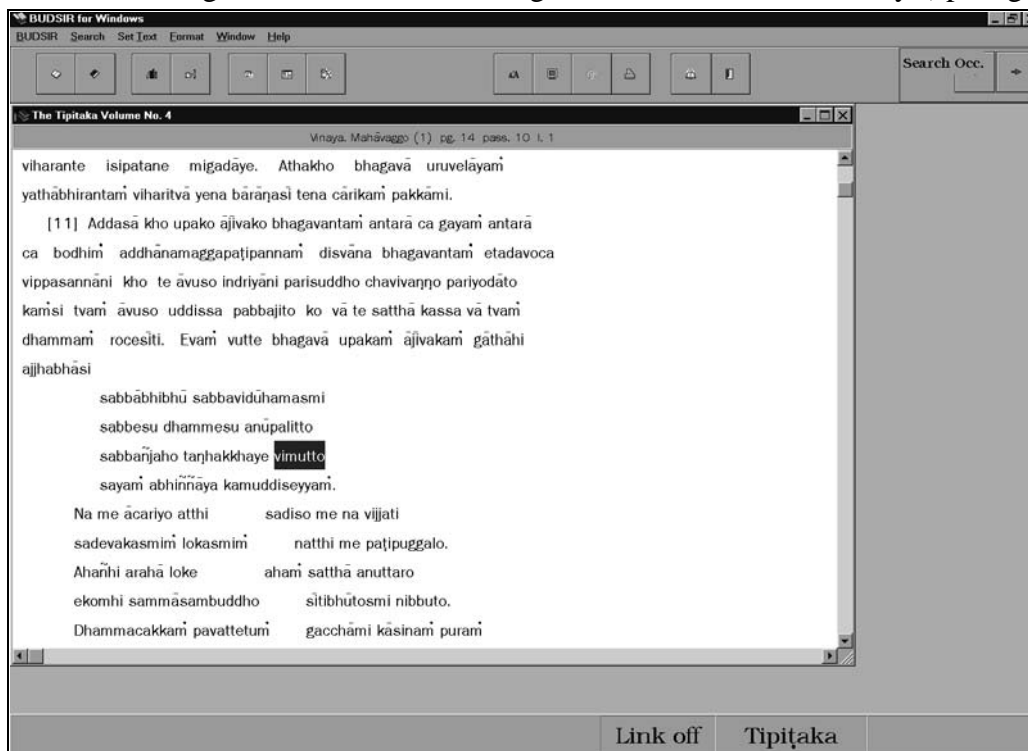 BUDSIR for Windows
BUDSIR Search Set Text Format Window Help
Search Occ.
The Tipitaka Volume No. 4
Vinaya. Mahāvaggo (1) pg. 14 pass. 10 l. 1
viharante isipatane migadāye. Athakho bhagavā uruvelāyaṁ
yathābhirantaṁ viharitvā yena bārāṇasī tena cārikaṁ pakkāmi.
[11] Addasā kho upako ājīvako bhagavantaṁ antarā ca gayaṁ antarā
ca bodhiṁ addhānamaggapaṭipannaṁ disvāna bhagavantaṁ etadavoca
vippasannāni kho te āvuso indriyāni parisuddho chavivaṇṇo pariyodāto
kaṁsi tvaṁ āvuso uddissa pabbajito ko vā te satthā kassa vā tvaṁ
dhammaṁ rocesīti. Evaṁ vutte bhagavā upakaṁ ājīvakaṁ gāthāhi
ajjhabhāsi
sabbābhibhū sabbavidūhamasmi
sabbesu dhammesu anūpalitto
sabbañjaho taṇhakkhaye vimutto
sayaṁ abhiññāya kamuddiseyyaṁ.
Na me ācariyo atthi sadiso me na vijjati
sadevakasmiṁ lokasmiṁ natthi me paṭipuggalo.
Ahañhi arahā loke ahaṁ satthā anuttaro
ekomhi sammāsambuddho sītibhūtosmi nibbuto.
Dhammacakkaṁ pavattetuṁ gacchāmi kāsinaṁ puraṁ
Link off Tipiṭaka